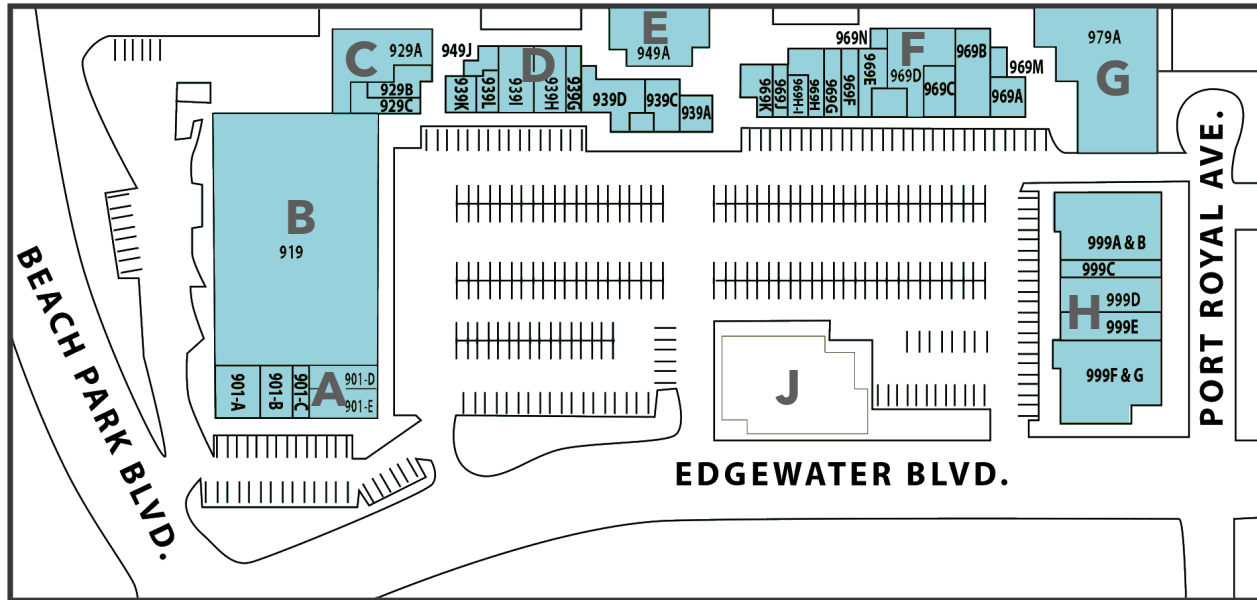 C
929A
929B
929C
949J
D
939K
939L
939I
939H
939G
939D
939C
939A
E
949A
969N
F
969K
969J
969H-I
969H
969G
969F
969E
969D
969C
969B
969M
969A
979A
G
B
919
A
901-A
901-B
901-C
901-D
901-E
H
999A & B
999C
999D
999E
999F & G
J
BEACH PARK BLVD.
EDGEWATER BLVD.
PORT ROYAL AVE.